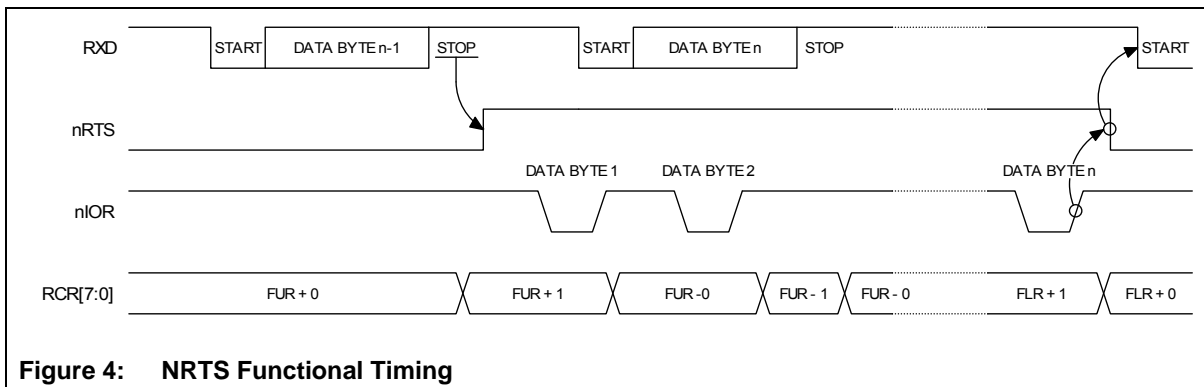 RXD START DATA BYTE n-1 STOP START DATA BYTE n STOP START
nRTS
DATA BYTE 1 DATA BYTE 2 DATA BYTE n
nIOR
RCR[7:0] FUR + 0 FUR + 1 FUR -0 FUR - 1 FUR - 0 FLR + 1 FLR + 0
Figure 4: NRTS Functional Timing